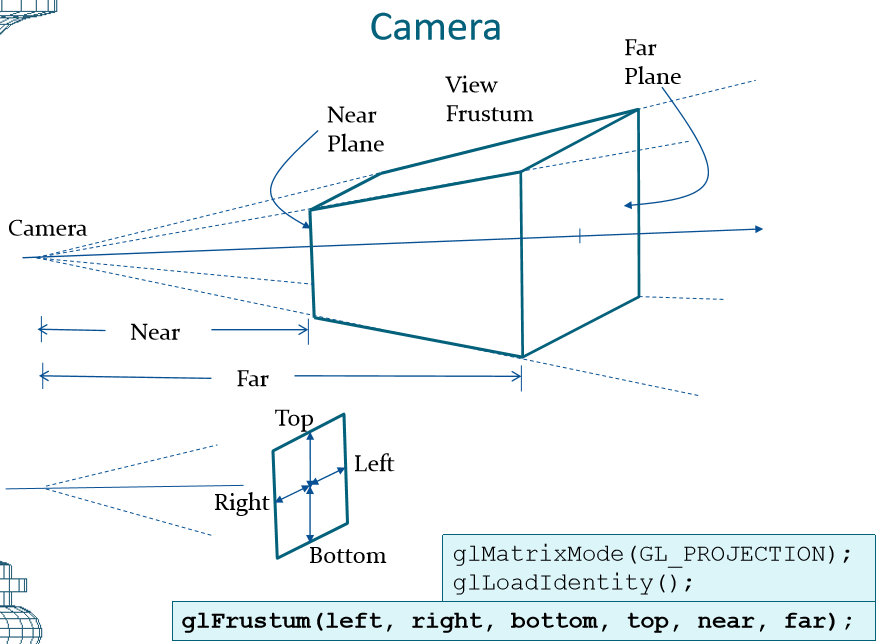 Camera
Far
Plane
View
Frustum
Near
Plane
Camera
Near
Far
Top
Left
Right
Bottom
glMatrixMode(GL_PROJECTION);
glLoadIdentity();
glFrustum(left, right, bottom, top, near, far);